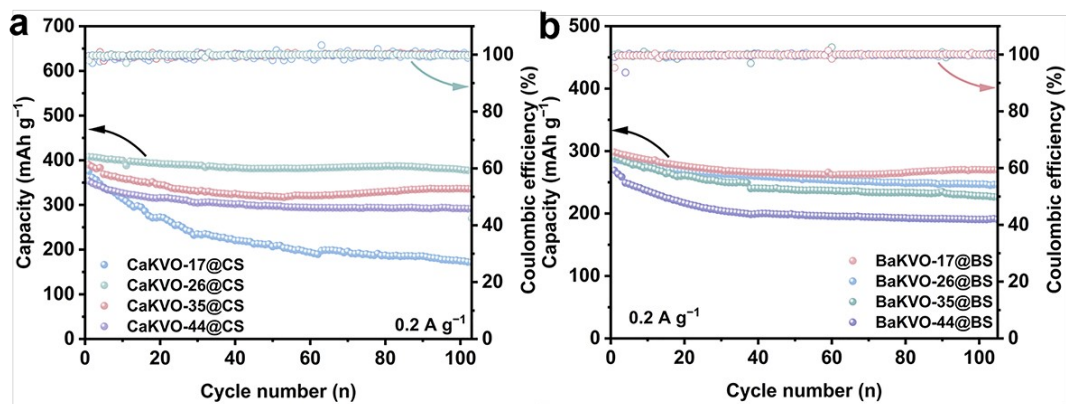 a
700
600
500
400
300
200
100
0
Capacity (mAh g⁻¹)
100
80
60
40
20
0
Coulombic efficiency (%)
CaKVO-17@CS
CaKVO-26@CS
CaKVO-35@CS
CaKVO-44@CS
0.2 A g⁻¹
0 20 40 60 80 100
Cycle number (n)
b
500
400
300
200
100
0
Capacity (mAh g⁻¹)
100
80
60
40
20
0
Coulombic efficiency (%)
BaKVO-17@BS
BaKVO-26@BS
BaKVO-35@BS
BaKVO-44@BS
0.2 A g⁻¹
0 20 40 60 80 100
Cycle number (n)